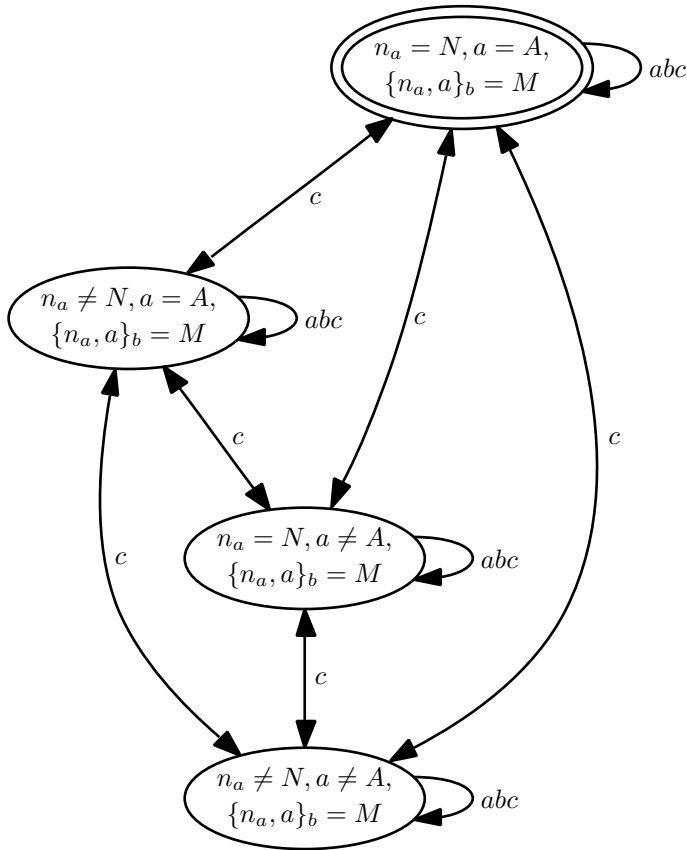 n_a = N, a = A,
{n_a, a}_b = M
abc
c
n_a ≠ N, a = A,
{n_a, a}_b = M
abc
c
c
c
n_a = N, a ≠ A,
{n_a, a}_b = M
abc
c
c
n_a ≠ N, a ≠ A,
{n_a, a}_b = M
abc